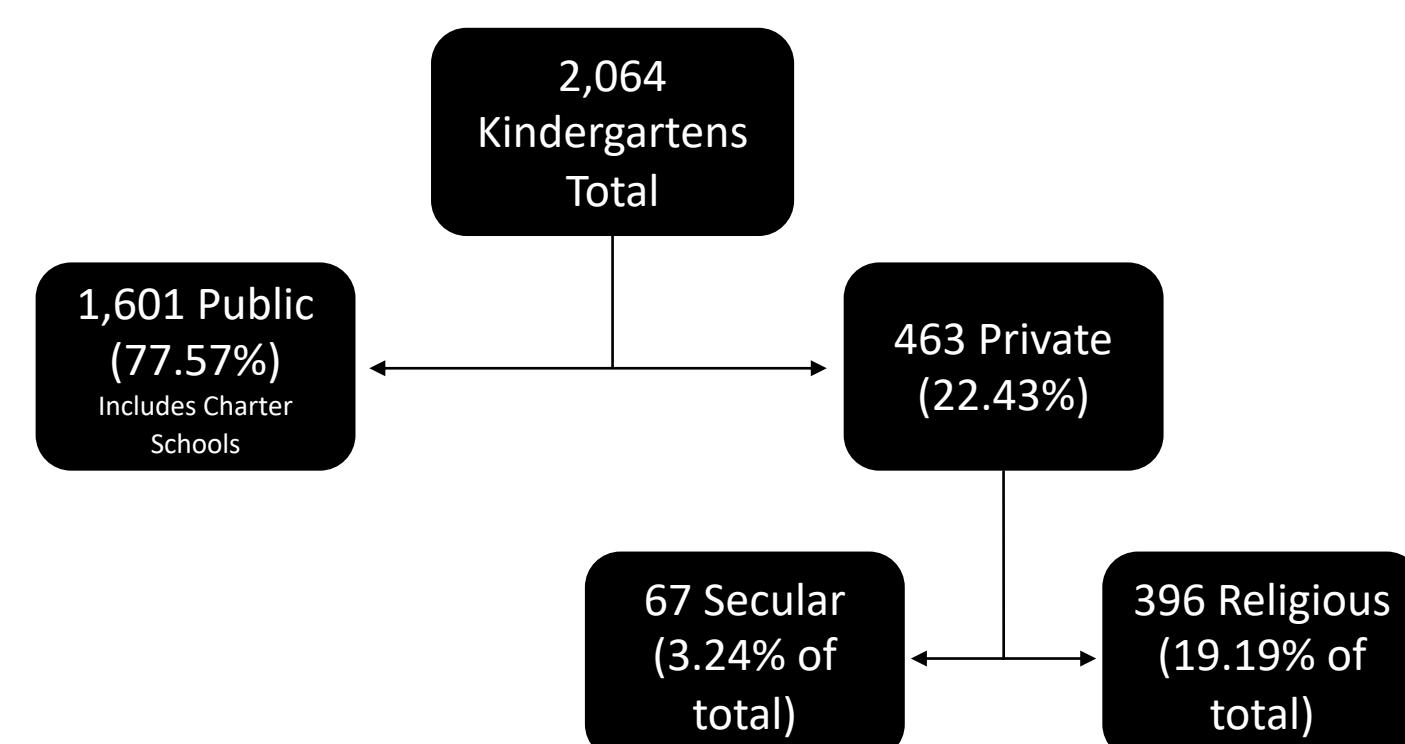 2,064
Kindergartens
Total
1,601 Public
(77.57%)
Includes Charter
Schools
463 Private
(22.43%)
67 Secular
(3.24% of
total)
396 Religious
(19.19% of
total)